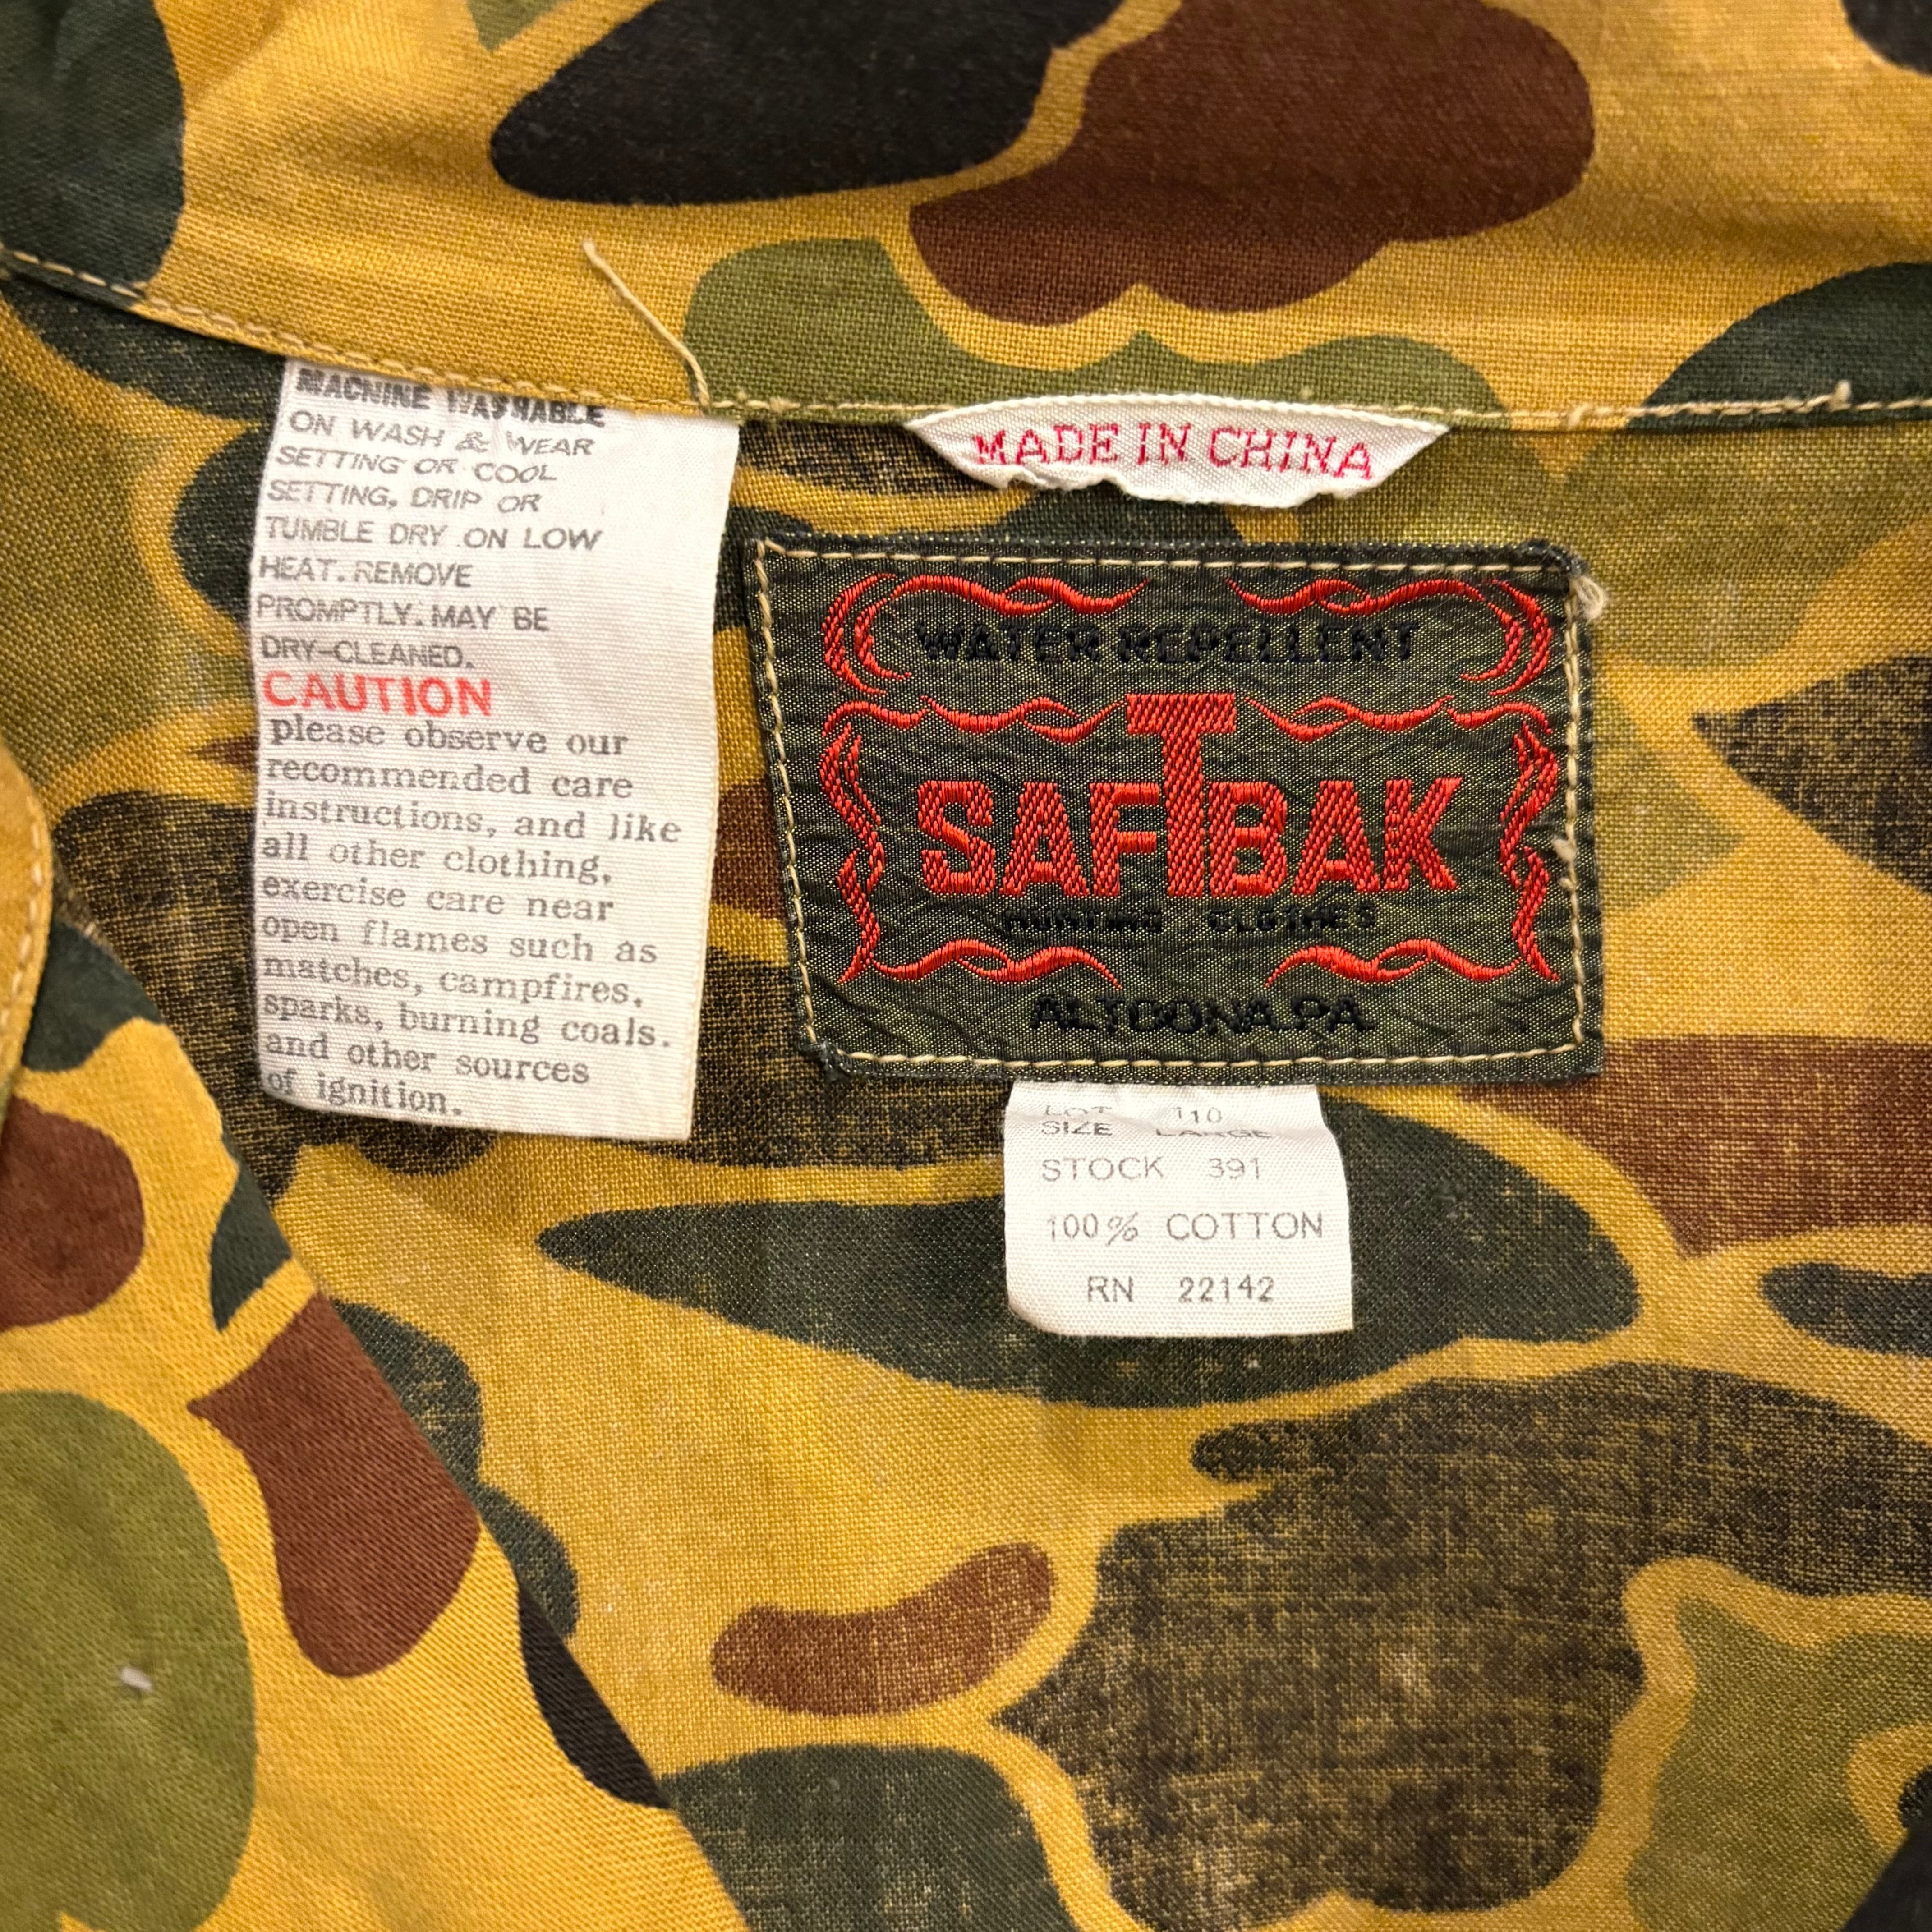 MACHINE WASHABLE
ON WASH & WEAR
SETTING OR COOL
SETTING, DRIP OR
TUMBLE DRY ON LOW
HEAT. REMOVE
PROMPTLY. MAY BE
DRY-CLEANED.
CAUTION
please observe our
recommended care
instructions, and like
all other clothing,
exercise care near
open flames such as
matches, campfires,
sparks, burning coals.
and other sources
of ignition.
MADE IN CHINA
WATER REPELLENT
SAFTBAK
HUNTING CLOTHES
ALTOONA.PA.
LOT 110
SIZE LARGE
STOCK 391
100% COTTON
RN 22142